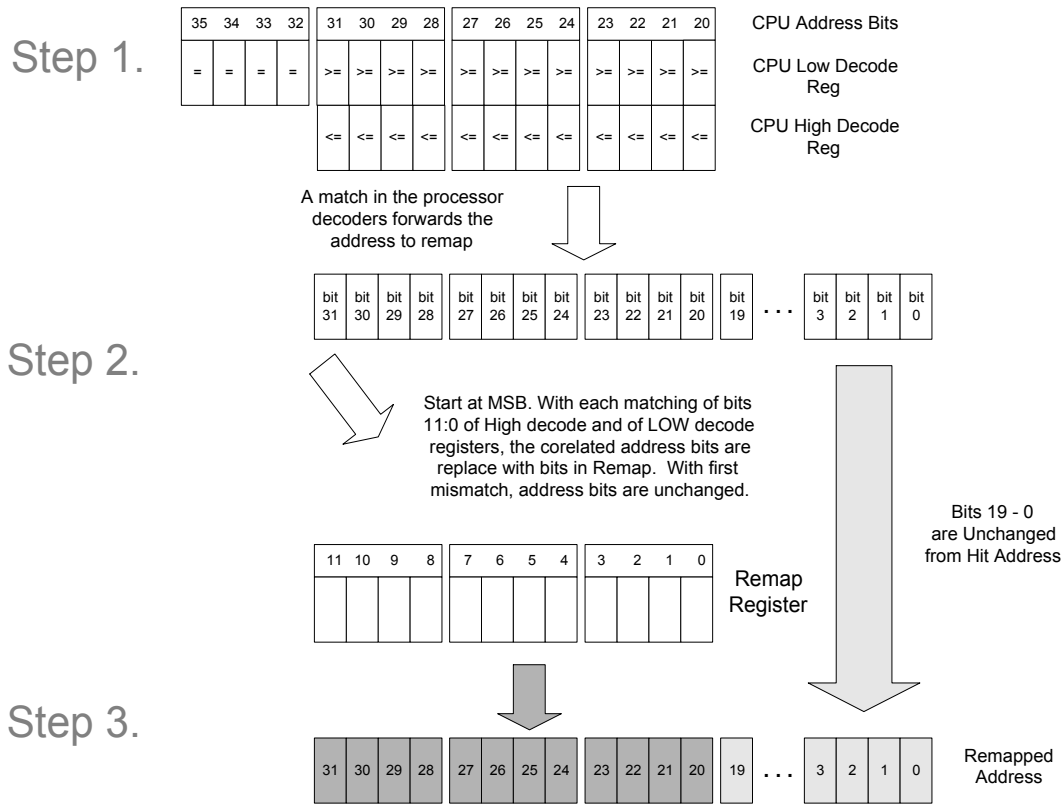 35 34 33 32 31 30 29 28 27 26 25 24 23 22 21 20 CPU Address Bits
Step 1.
= = = = >= >= >= >= >= >= >= >= >= >= >= >= CPU Low Decode
Reg
<= <= <= <= <= <= <= <= <= <= <= <= CPU High Decode
Reg
A match in the processor
decoders forwards the
address to remap
bit bit bit bit bit bit bit bit bit bit bit bit bit bit bit bit bit
31 30 29 28 27 26 25 24 23 22 21 20 19 . . . 3 2 1 0
Step 2.
Start at MSB. With each matching of bits
11:0 of High decode and of LOW decode
registers, the corelated address bits are
replace with bits in Remap. With first
mismatch, address bits are unchanged.
Bits 19 - 0
are Unchanged
from Hit Address
11 10 9 8 7 6 5 4 3 2 1 0
Remap
Register
Step 3.
31 30 29 28 27 26 25 24 23 22 21 20 19 . . . 3 2 1 0
Remapped
Address